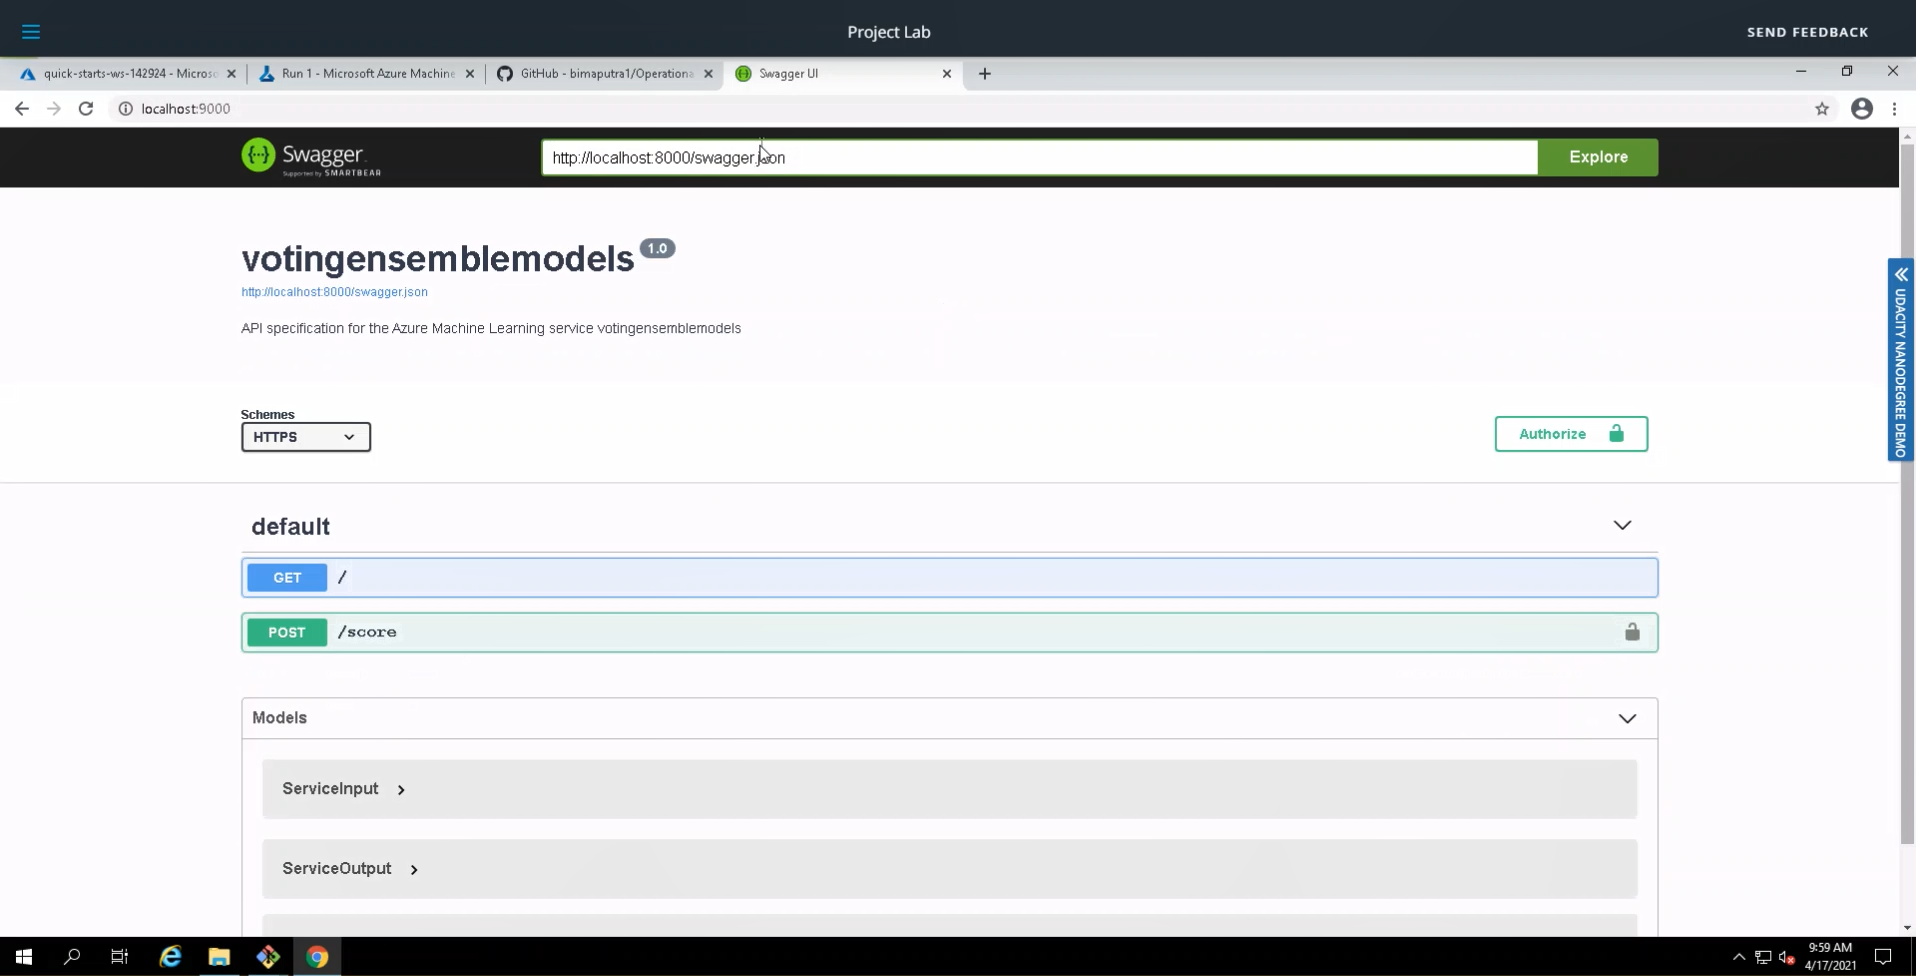 Project Lab
SEND FEEDBACK
quick-starts-ws-142924 - Micros
Run 1 - Microsoft Azure Machine
GitHub - bimaputra1/Operationa
Swagger UI
localhost:9000
Swagger
Supported by SMARTBEAR
http://localhost:8000/swagger.json
Explore
votingensemblemodels 1.0
http://localhost:8000/swagger.json
API specification for the Azure Machine Learning service votingensemblemodels
Schemes
HTTPS
Authorize
UDACITY NANODEGREE DEMO
default
GET /
POST /score
Models
ServiceInput
ServiceOutput
9:59 AM
4/17/2021